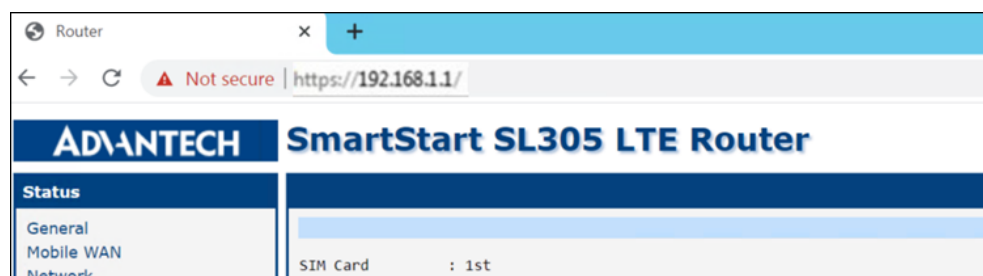 Router
Not secure | https://192.168.1.1/
ADVANTECH
SmartStart SL305 LTE Router
Status
General
Mobile WAN
Network
SIM Card : 1st